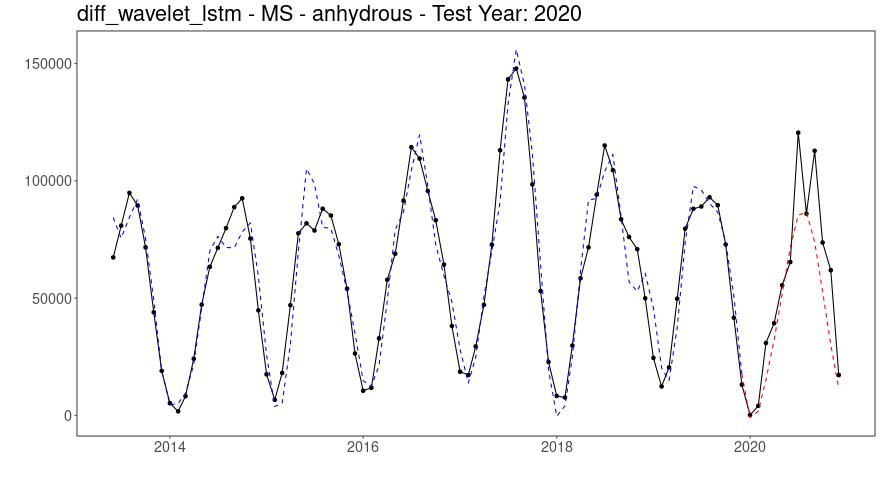 diff_wavelet_lstm - MS - anhydrous - Test Year: 2020
150000
100000
50000
0
2014 2016 2018 2020